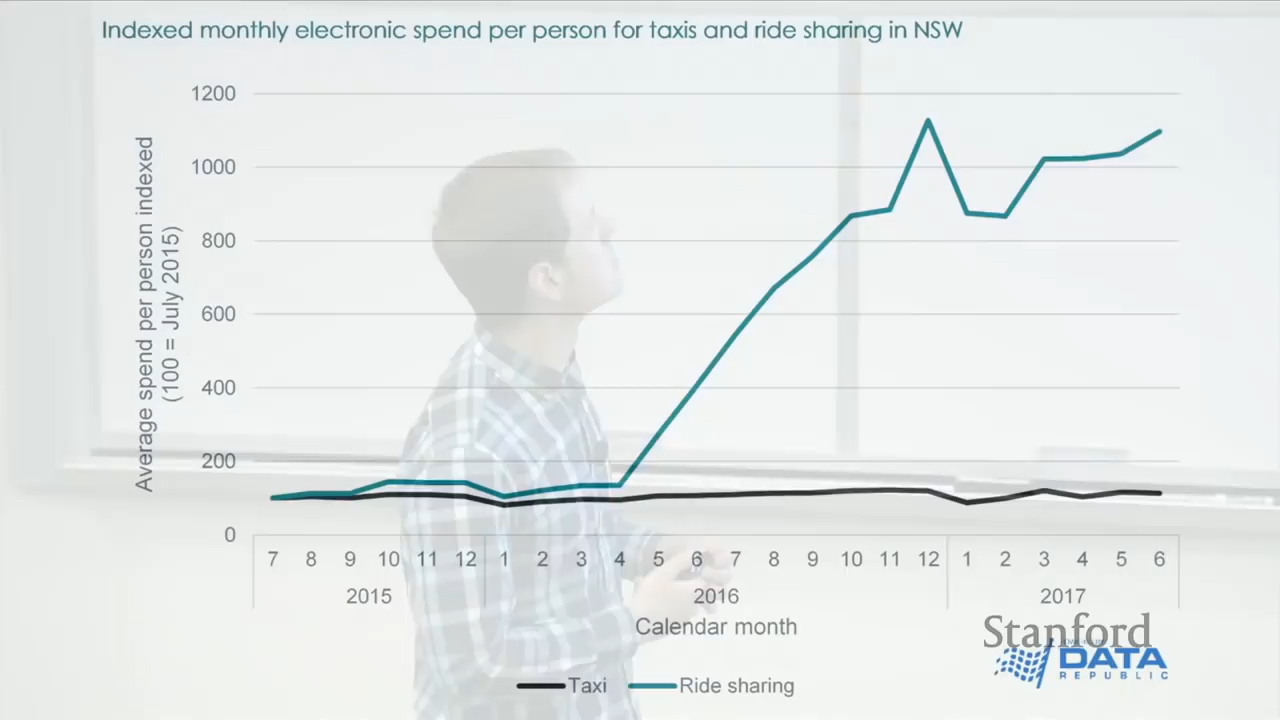 Indexed monthly electronic spend per person for taxis and ride sharing in NSW
Average spend per person indexed
(100 = July 2015)
1200
1000
800
600
400
200
0
7 8 9 10 11 12 1 2 3 4 5 6 7 8 9 10 11 12 1 2 3 4 5 6
2015 2016 2017
Calendar month
Taxi Ride sharing
Stanford
DATA
REPUBLIC